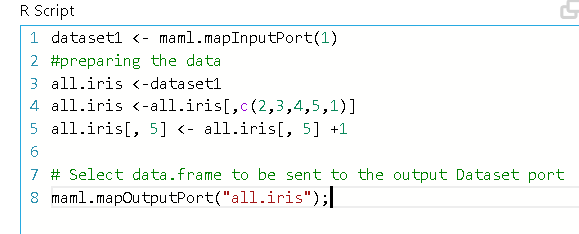 R Script
1 dataset1 <- maml.mapInputPort(1)
2 #preparing the data
3 all.iris <-dataset1
4 all.iris <-all.iris[,c(2,3,4,5,1)]
5 all.iris[, 5] <- all.iris[, 5] +1
6
7 # Select data.frame to be sent to the output Dataset port
8 maml.mapOutputPort("all.iris");